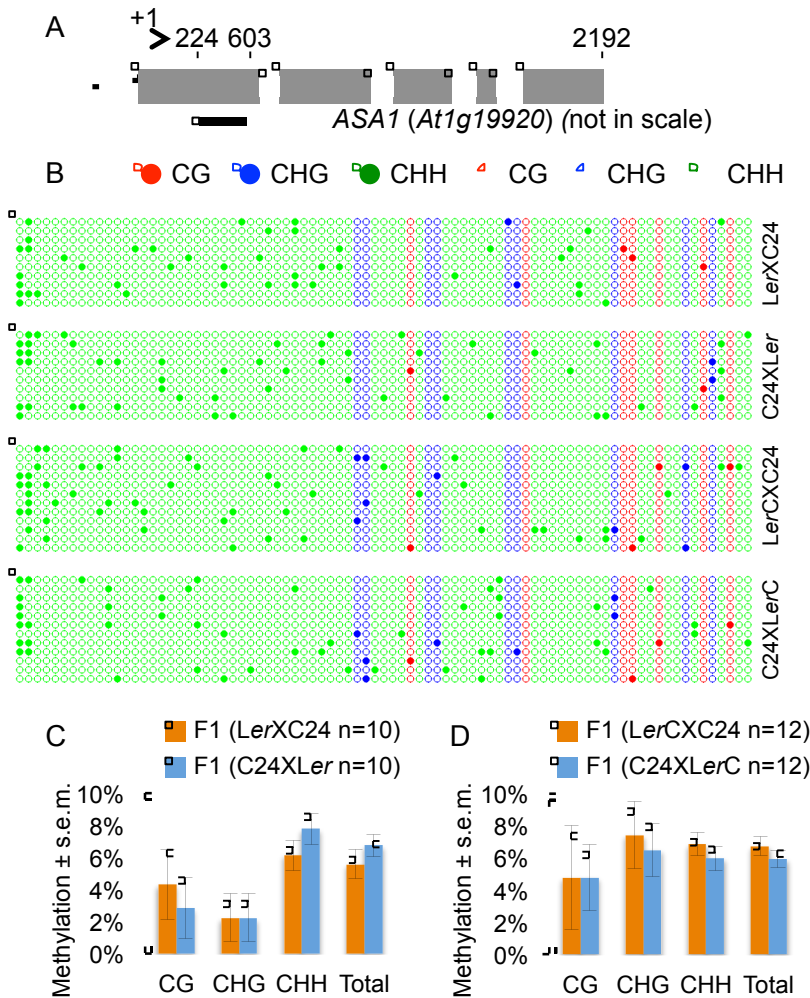 A
+1
224 603 2192
ASA1 (At1g19920) (not in scale)
B
CG CHG CHH CG CHG CHH
LerXC24
C24XLer
LerCXC24
C24XLerC
C
F1 (LerXC24 n=10)
F1 (C24XLer n=10)
Methylation ± s.e.m.
10%
8%
6%
4%
2%
0%
CG CHG CHH Total
D
F1 (LerCXC24 n=12)
F1 (C24XLerC n=12)
Methylation ± s.e.m.
10%
8%
6%
4%
2%
0%
CG CHG CHH Total